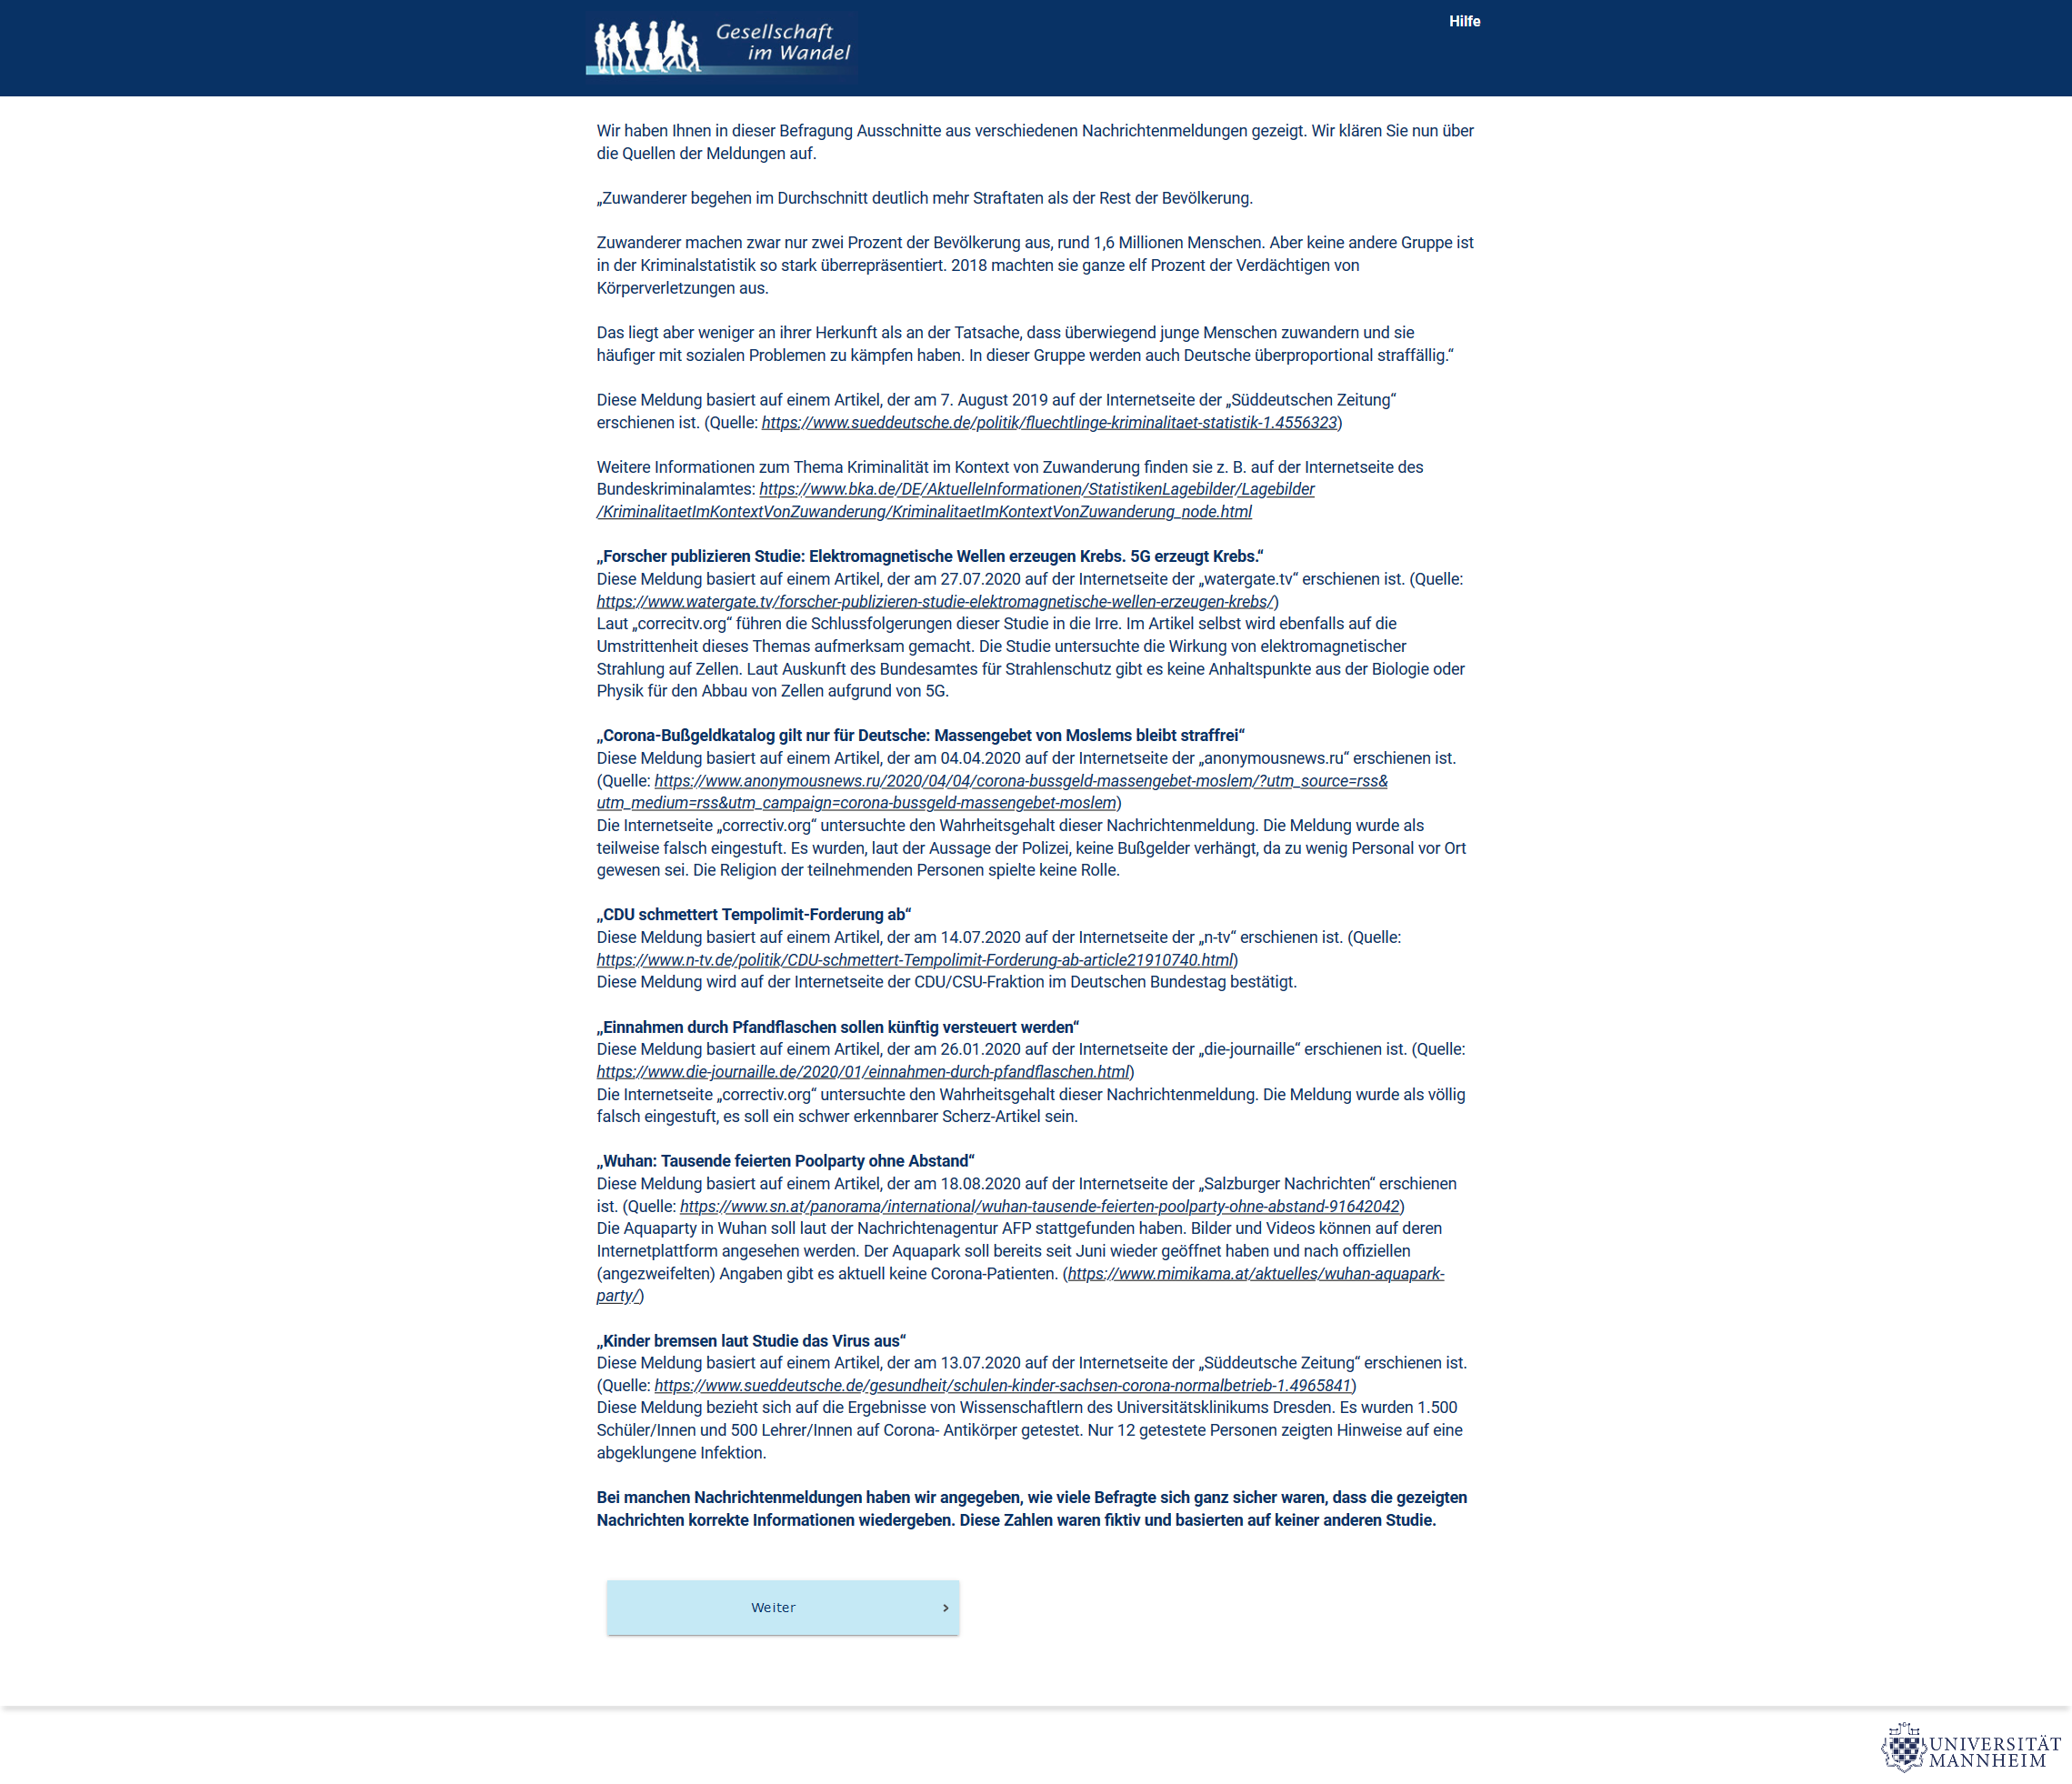 Gesellschaft
im Wandel
Hilfe
Wir haben Ihnen in dieser Befragung Ausschnitte aus verschiedenen Nachrichtenmeldungen gezeigt. Wir klären Sie nun über
die Quellen der Meldungen auf.
„Zuwanderer begehen im Durchschnitt deutlich mehr Straftaten als der Rest der Bevölkerung.
Zuwanderer machen zwar nur zwei Prozent der Bevölkerung aus, rund 1,6 Millionen Menschen. Aber keine andere Gruppe ist
in der Kriminalstatistik so stark überrepräsentiert. 2018 machten sie ganze elf Prozent der Verdächtigen von
Körperverletzungen aus.
Das liegt aber weniger an ihrer Herkunft als an der Tatsache, dass überwiegend junge Menschen zuwandern und sie
häufiger mit sozialen Problemen zu kämpfen haben. In dieser Gruppe werden auch Deutsche überproportional straffällig.“
Diese Meldung basiert auf einem Artikel, der am 7. August 2019 auf der Internetseite der „Süddeutschen Zeitung“
erschienen ist. (Quelle: https://www.sueddeutsche.de/politik/fluechtlinge-kriminalitaet-statistik-1.4556323)
Weitere Informationen zum Thema Kriminalität im Kontext von Zuwanderung finden sie z. B. auf der Internetseite des
Bundeskriminalamtes: https://www.bka.de/DE/AktuelleInformationen/StatistikenLagebilder/Lagebilder
/KriminalitaetImKontextVonZuwanderung/KriminalitaetImKontextVonZuwanderung_node.html
„Forscher publizieren Studie: Elektromagnetische Wellen erzeugen Krebs. 5G erzeugt Krebs.“
Diese Meldung basiert auf einem Artikel, der am 27.07.2020 auf der Internetseite der „watergate.tv“ erschienen ist. (Quelle:
https://www.watergate.tv/forscher-publizieren-studie-elektromagnetische-wellen-erzeugen-krebs/)
Laut „correcitv.org“ führen die Schlussfolgerungen dieser Studie in die Irre. Im Artikel selbst wird ebenfalls auf die
Umstrittenheit dieses Themas aufmerksam gemacht. Die Studie untersuchte die Wirkung von elektromagnetischer
Strahlung auf Zellen. Laut Auskunft des Bundesamtes für Strahlenschutz gibt es keine Anhaltspunkte aus der Biologie oder
Physik für den Abbau von Zellen aufgrund von 5G.
„Corona-Bußgeldkatalog gilt nur für Deutsche: Massengebet von Moslems bleibt straffrei“
Diese Meldung basiert auf einem Artikel, der am 04.04.2020 auf der Internetseite der „anonymousnews.ru“ erschienen ist.
(Quelle: https://www.anonymousnews.ru/2020/04/04/corona-bussgeld-massengebet-moslem/?utm_source=rss&
utm_medium=rss&utm_campaign=corona-bussgeld-massengebet-moslem)
Die Internetseite „correctiv.org“ untersuchte den Wahrheitsgehalt dieser Nachrichtenmeldung. Die Meldung wurde als
teilweise falsch eingestuft. Es wurden, laut der Aussage der Polizei, keine Bußgelder verhängt, da zu wenig Personal vor Ort
gewesen sei. Die Religion der teilnehmenden Personen spielte keine Rolle.
„CDU schmettert Tempolimit-Forderung ab“
Diese Meldung basiert auf einem Artikel, der am 14.07.2020 auf der Internetseite der „n-tv“ erschienen ist. (Quelle:
https://www.n-tv.de/politik/CDU-schmettert-Tempolimit-Forderung-ab-article21910740.html)
Diese Meldung wird auf der Internetseite der CDU/CSU-Fraktion im Deutschen Bundestag bestätigt.
„Einnahmen durch Pfandflaschen sollen künftig versteuert werden“
Diese Meldung basiert auf einem Artikel, der am 26.01.2020 auf der Internetseite der „die-journaille“ erschienen ist. (Quelle:
https://www.die-journaille.de/2020/01/einnahmen-durch-pfandflaschen.html)
Die Internetseite „correctiv.org“ untersuchte den Wahrheitsgehalt dieser Nachrichtenmeldung. Die Meldung wurde als völlig
falsch eingestuft, es soll ein schwer erkennbarer Scherz-Artikel sein.
„Wuhan: Tausende feierten Poolparty ohne Abstand“
Diese Meldung basiert auf einem Artikel, der am 18.08.2020 auf der Internetseite der „Salzburger Nachrichten“ erschienen
ist. (Quelle: https://www.sn.at/panorama/international/wuhan-tausende-feierten-poolparty-ohne-abstand-91642042)
Die Aquaparty in Wuhan soll laut der Nachrichtenagentur AFP stattgefunden haben. Bilder und Videos können auf deren
Internetplattform angesehen werden. Der Aquapark soll bereits seit Juni wieder geöffnet haben und nach offiziellen
(angezweifelten) Angaben gibt es aktuell keine Corona-Patienten. (https://www.mimikama.at/aktuelles/wuhan-aquapark-
party/)
„Kinder bremsen laut Studie das Virus aus“
Diese Meldung basiert auf einem Artikel, der am 13.07.2020 auf der Internetseite der „Süddeutsche Zeitung“ erschienen ist.
(Quelle: https://www.sueddeutsche.de/gesundheit/schulen-kinder-sachsen-corona-normalbetrieb-1.4965841)
Diese Meldung bezieht sich auf die Ergebnisse von Wissenschaftlern des Universitätsklinikums Dresden. Es wurden 1.500
Schüler/Innen und 500 Lehrer/Innen auf Corona- Antikörper getestet. Nur 12 getestete Personen zeigten Hinweise auf eine
abgeklungene Infektion.
Bei manchen Nachrichtenmeldungen haben wir angegeben, wie viele Befragte sich ganz sicher waren, dass die gezeigten
Nachrichten korrekte Informationen wiedergeben. Diese Zahlen waren fiktiv und basierten auf keiner anderen Studie.
Weiter
UNIVERSITÄT
MANNHEIM